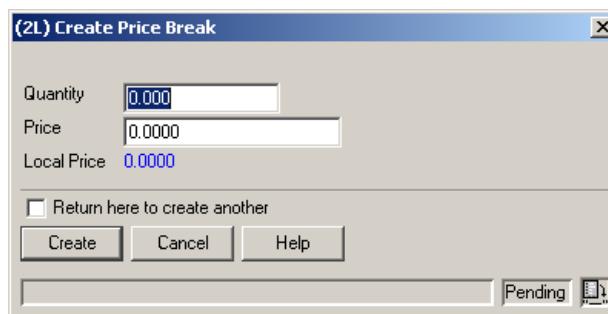 (2L) Create Price Break
Quantity 0.000
Price 0.0000
Local Price 0.0000
Return here to create another
Create Cancel Help
Pending